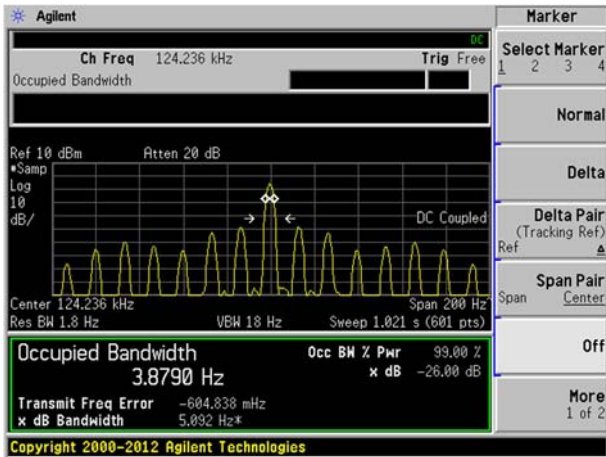 Agilent
Marker
DC
Ch Freq 124.236 kHz Trig Free
Occupied Bandwidth
Select Marker
1 2 3 4
Normal
Delta
Delta Pair
(Tracking Ref)
Ref Δ
Span Pair
Span Center
Off
More
1 of 2
Ref 10 dBm Atten 20 dB
*Samp
Log
10
dB/
DC Coupled
Center 124.236 kHz Span 200 Hz
Res BW 1.8 Hz VBW 18 Hz Sweep 1.021 s (601 pts)
Occupied Bandwidth Occ BW % Pwr 99.00 %
3.8790 Hz x dB -26.00 dB
Transmit Freq Error -604.838 mHz
x dB Bandwidth 5.092 Hz*
Copyright 2000-2012 Agilent Technologies